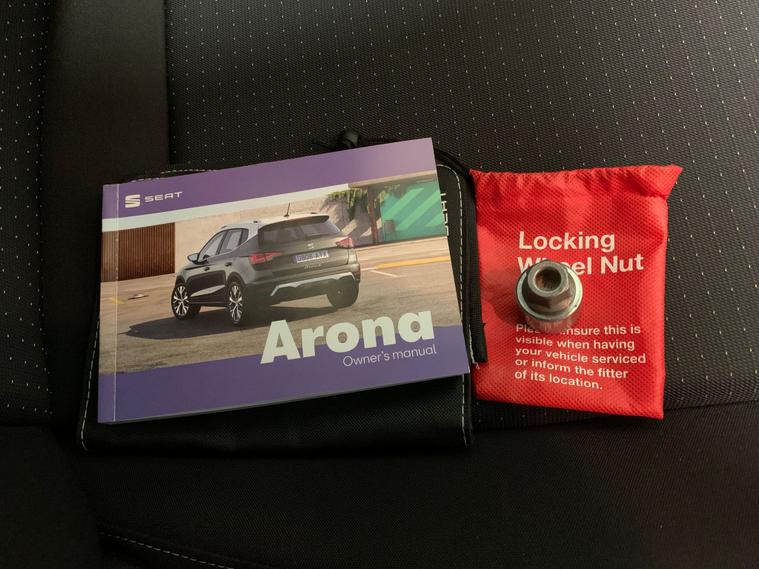 SEAT
Arona
Owner's manual
Locking
Wheel Nut
Please ensure this is
visible when having
your vehicle serviced
or inform the fitter
of its location.